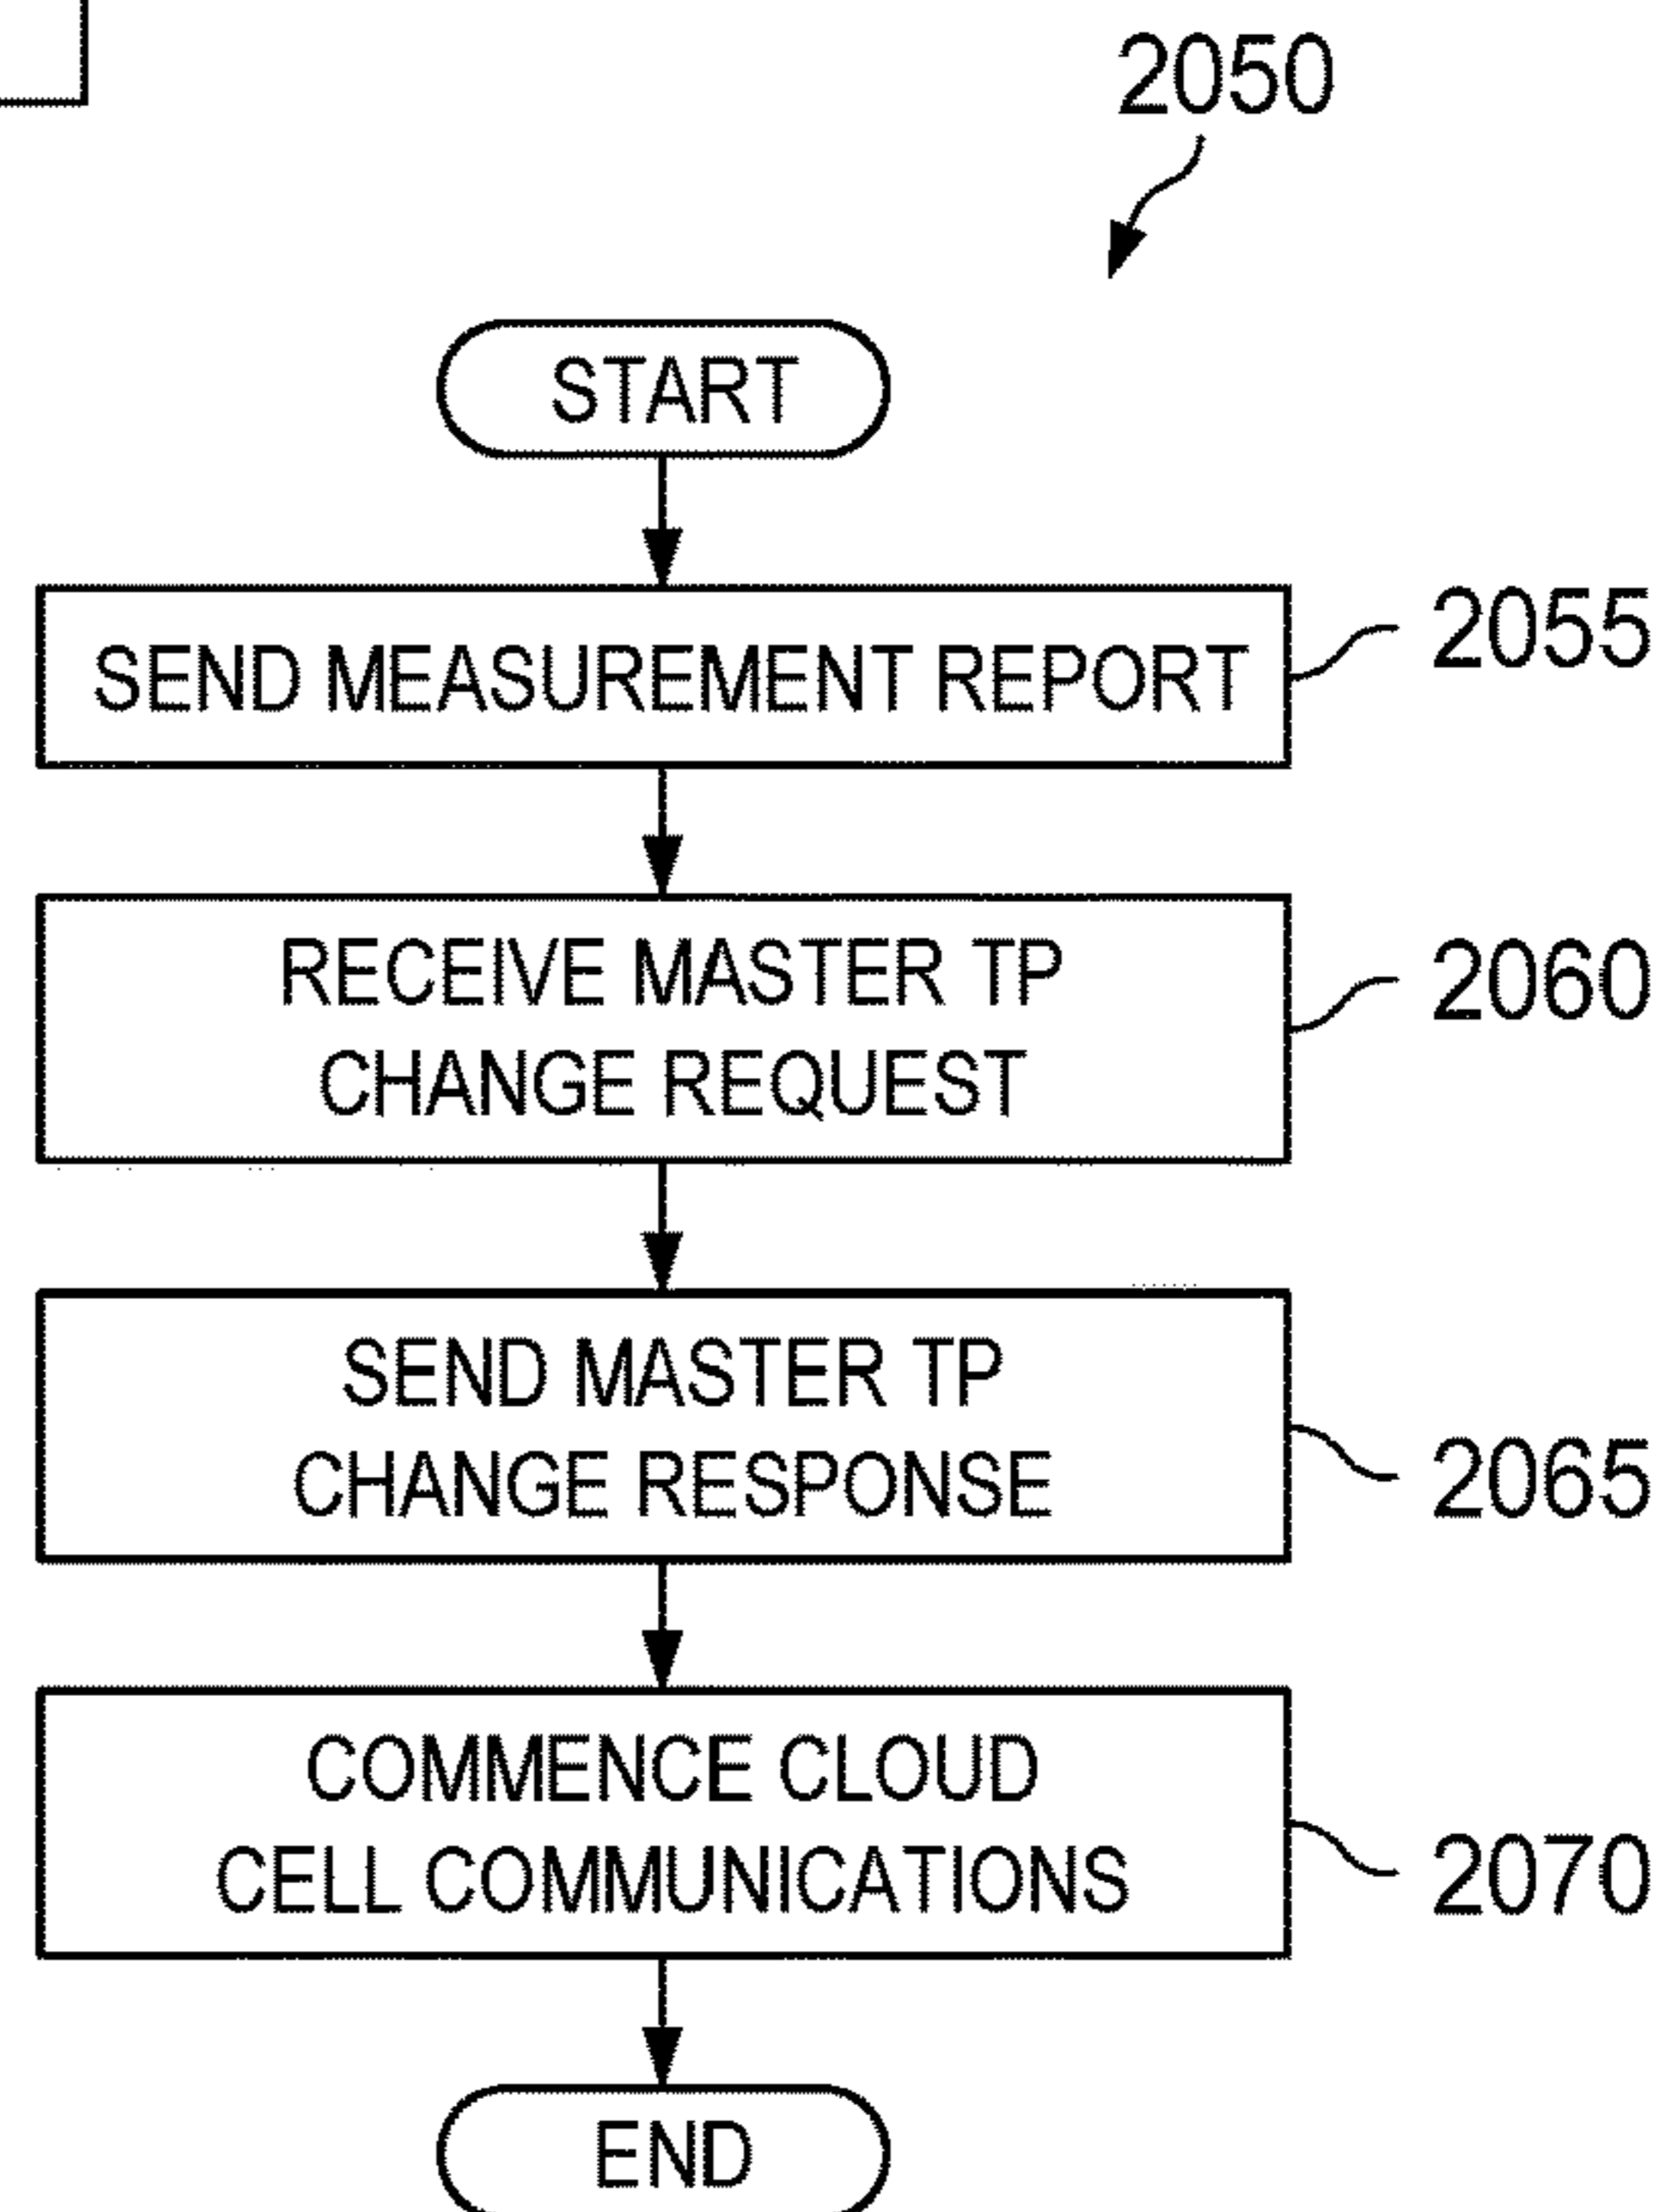 2050
START
SEND MEASUREMENT REPORT
2055
RECEIVE MASTER TP
CHANGE REQUEST
2060
SEND MASTER TP
CHANGE RESPONSE
2065
COMMENCE CLOUD
CELL COMMUNICATIONS
2070
END